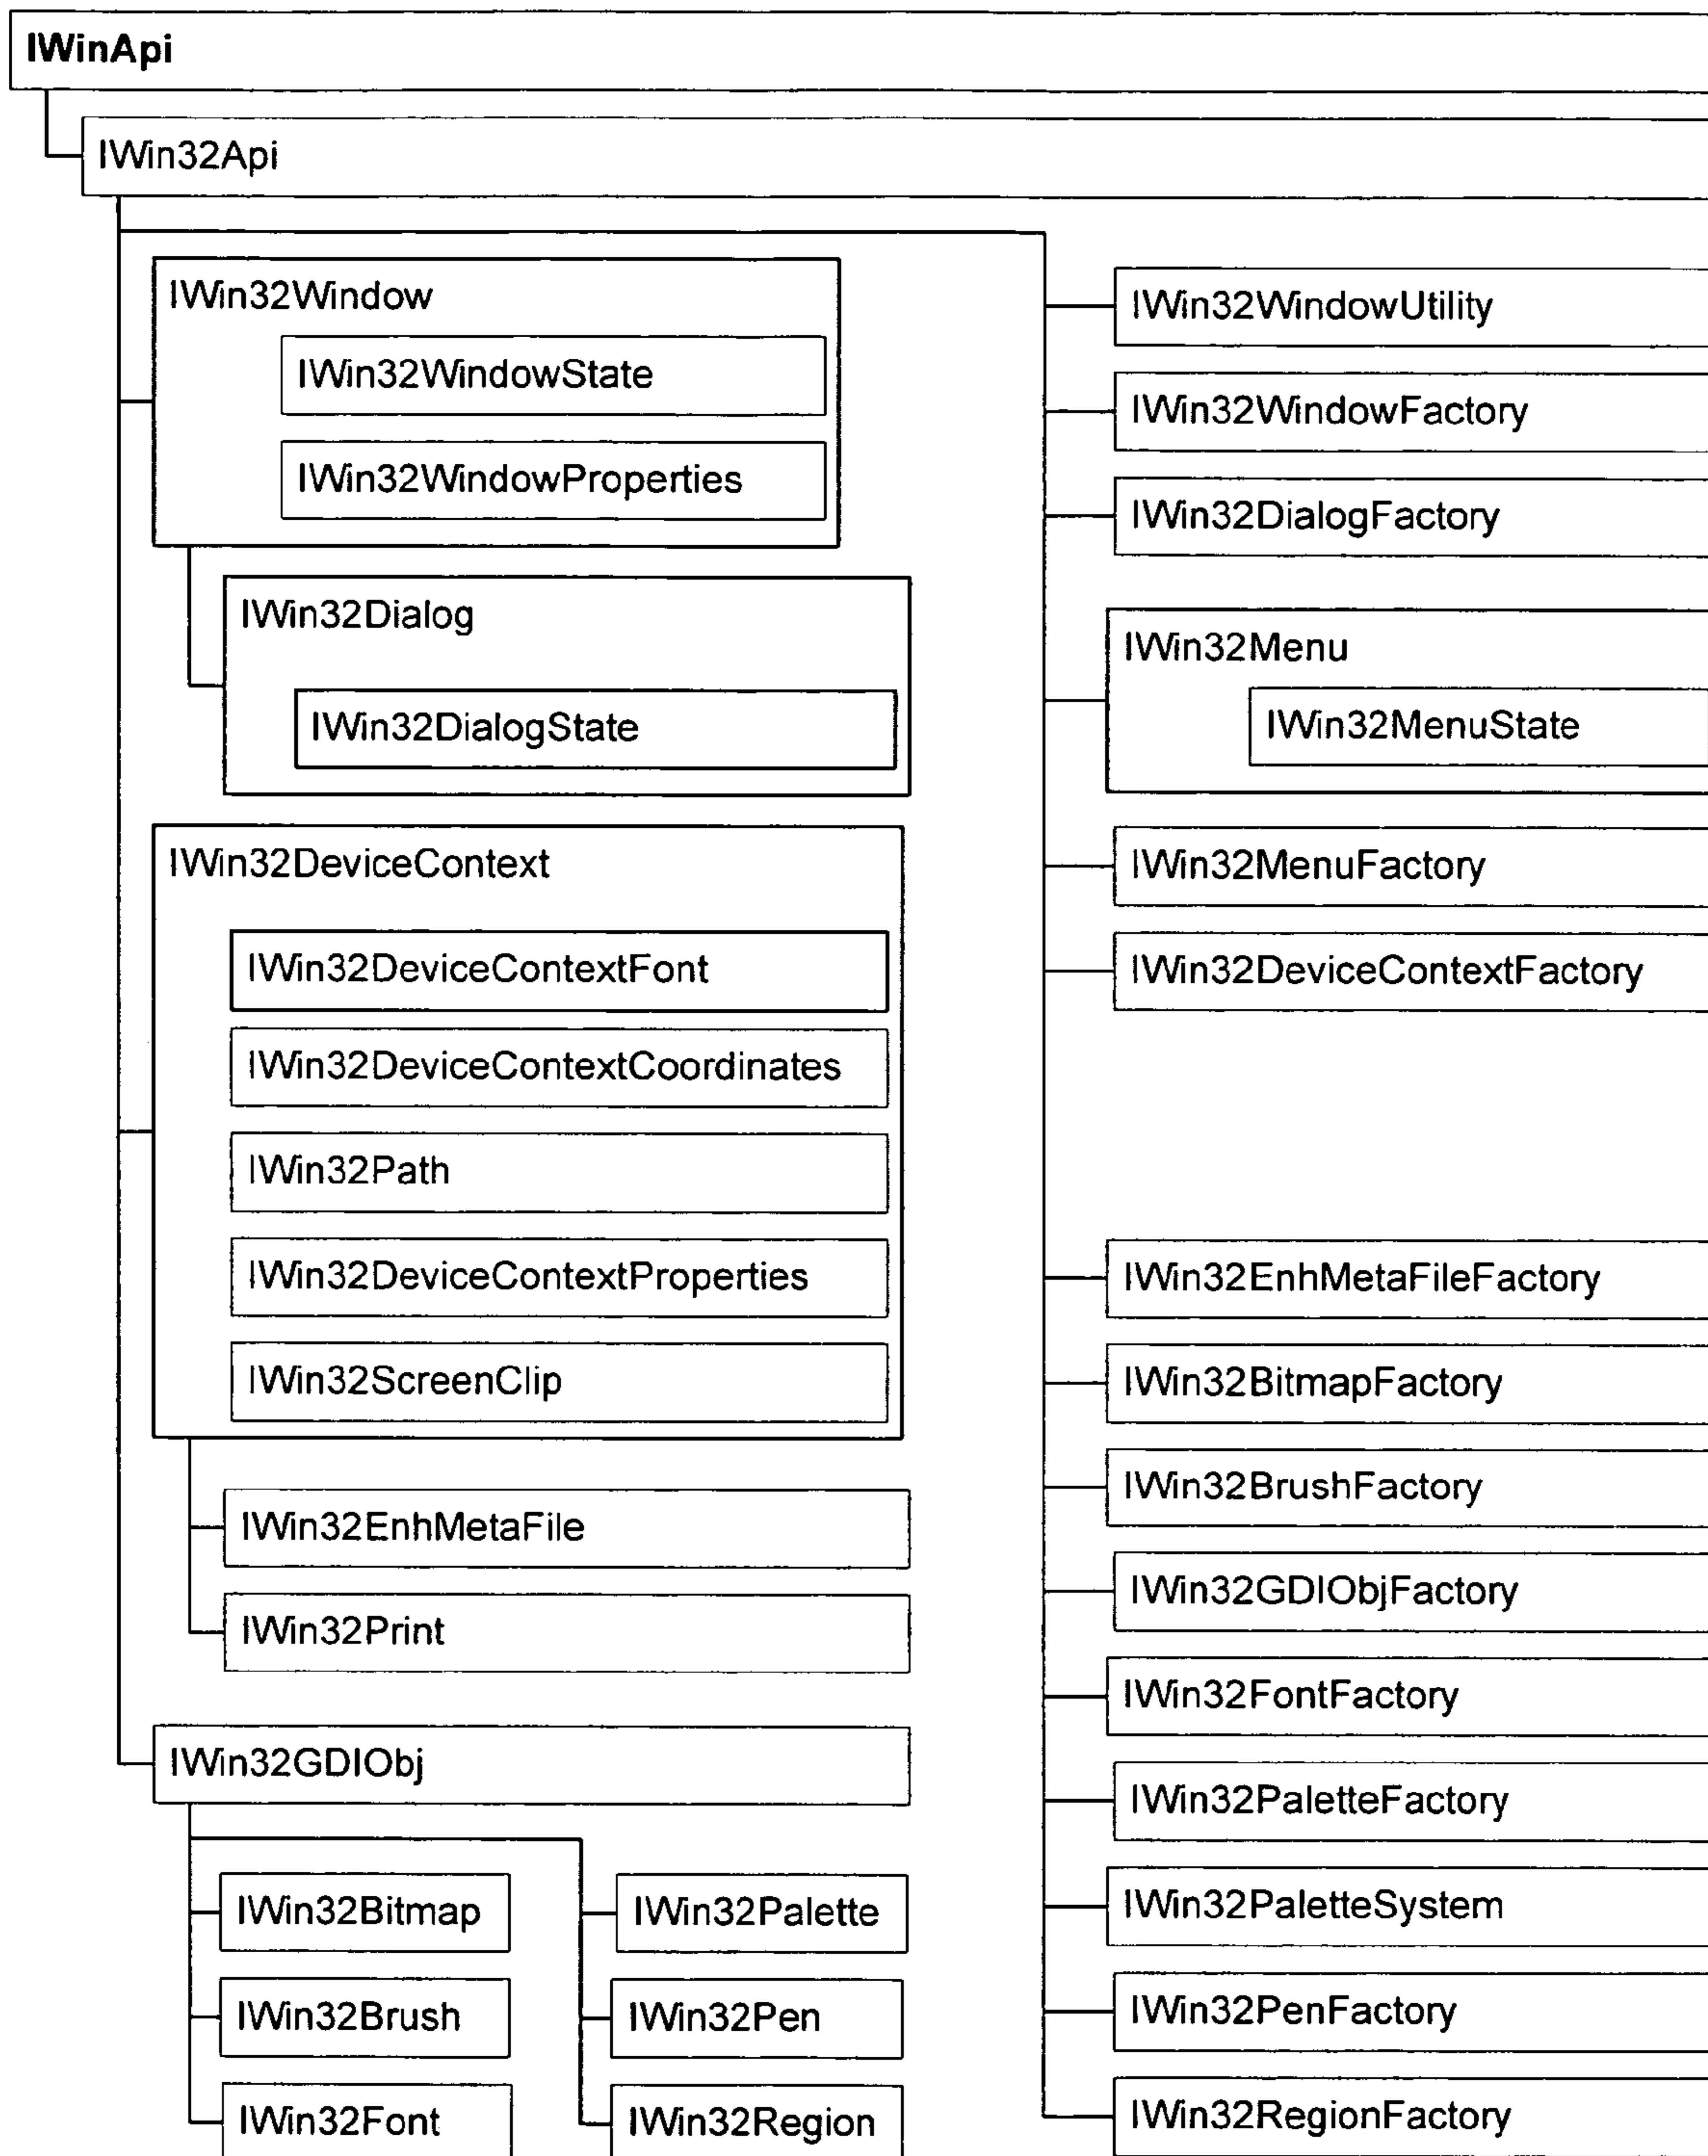 IWinApi
IWin32Api
IWin32Window
IWin32WindowState
IWin32WindowProperties
IWin32Dialog
IWin32DialogState
IWin32DeviceContext
IWin32DeviceContextFont
IWin32DeviceContextCoordinates
IWin32Path
IWin32DeviceContextProperties
IWin32ScreenClip
IWin32EnhMetaFile
IWin32Print
IWin32GDIObj
IWin32Bitmap
IWin32Brush
IWin32Font
IWin32Palette
IWin32Pen
IWin32Region
IWin32WindowUtility
IWin32WindowFactory
IWin32DialogFactory
IWin32Menu
IWin32MenuState
IWin32MenuFactory
IWin32DeviceContextFactory
IWin32EnhMetaFileFactory
IWin32BitmapFactory
IWin32BrushFactory
IWin32GDIObjFactory
IWin32FontFactory
IWin32PaletteFactory
IWin32PaletteSystem
IWin32PenFactory
IWin32RegionFactory